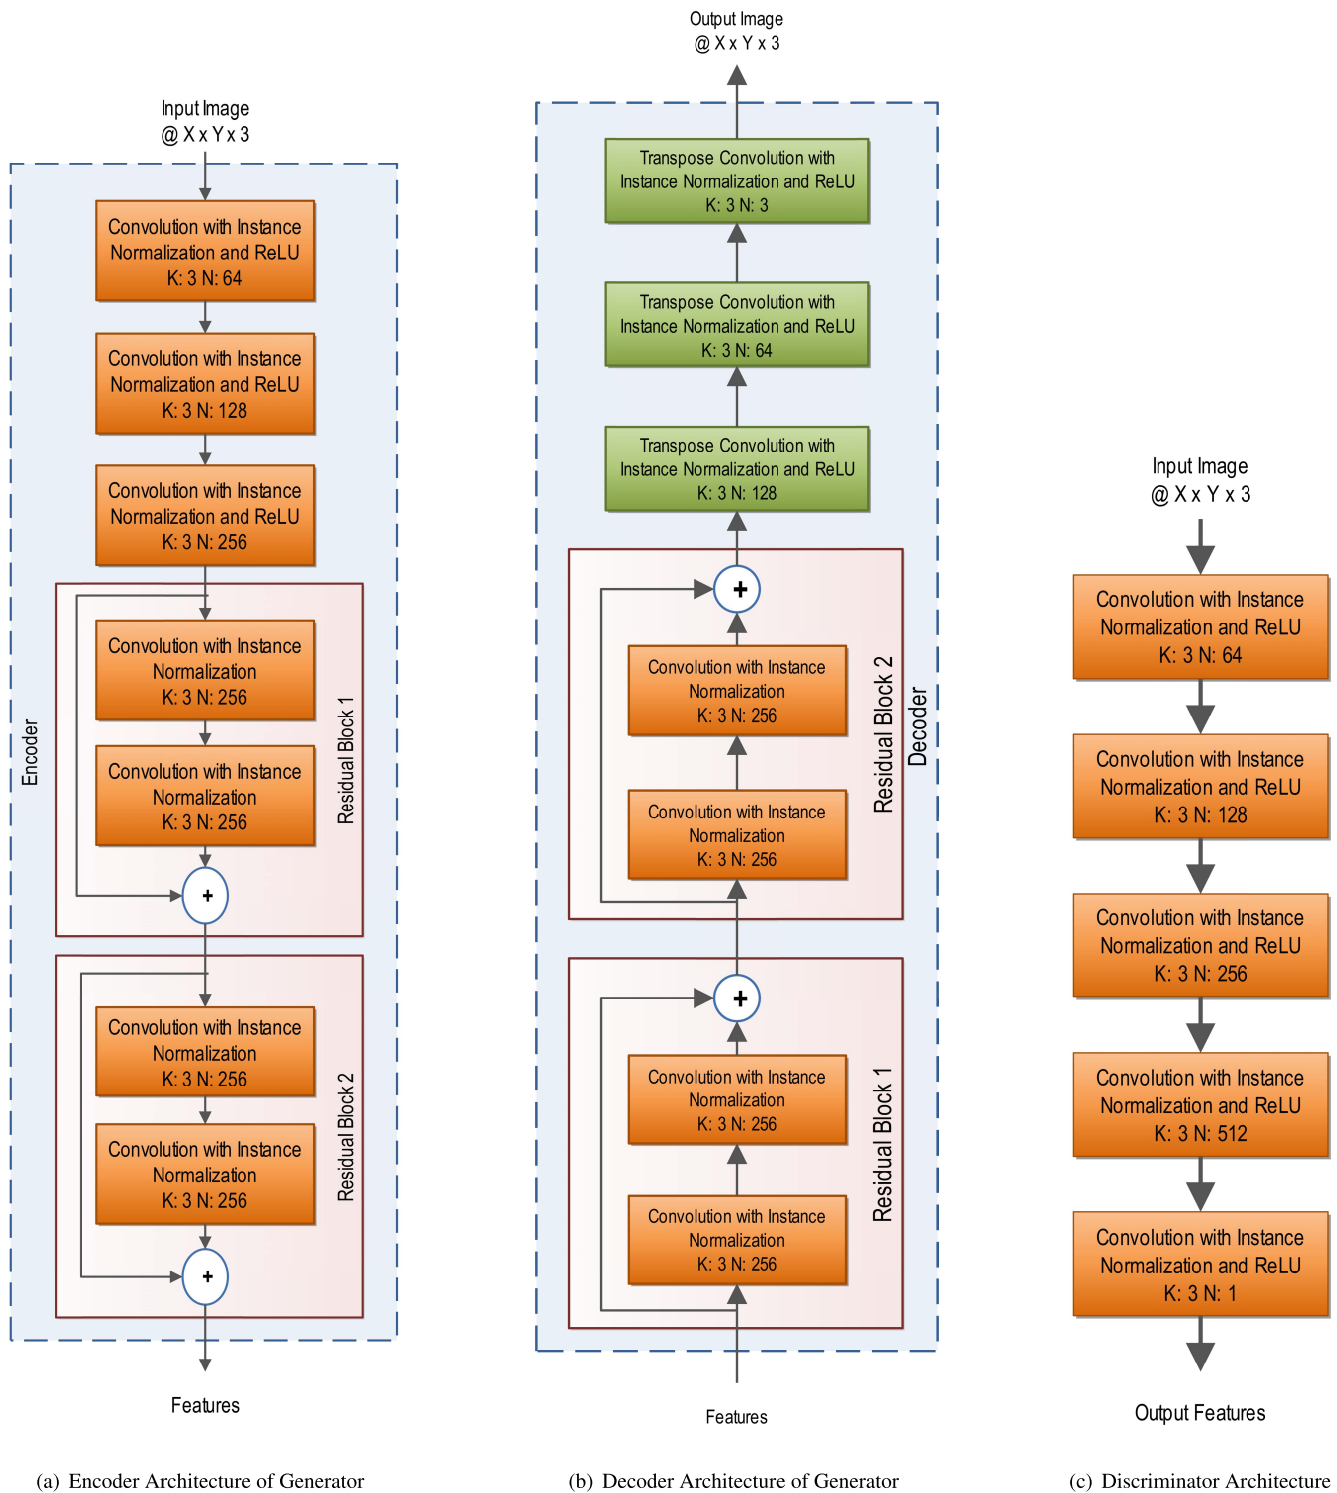 Input Image
@ X x Y x 3
Convolution with Instance
Normalization and ReLU
K: 3 N: 64
Convolution with Instance
Normalization and ReLU
K: 3 N: 128
Convolution with Instance
Normalization and ReLU
K: 3 N: 256
Convolution with Instance
Normalization
K: 3 N: 256
Convolution with Instance
Normalization
K: 3 N: 256
+
Residual Block 1
Encoder
Convolution with Instance
Normalization
K: 3 N: 256
Convolution with Instance
Normalization
K: 3 N: 256
+
Residual Block 2
Features
(a) Encoder Architecture of Generator
Output Image
@ X x Y x 3
Transpose Convolution with
Instance Normalization and ReLU
K: 3 N: 3
Transpose Convolution with
Instance Normalization and ReLU
K: 3 N: 64
Transpose Convolution with
Instance Normalization and ReLU
K: 3 N: 128
+
Convolution with Instance
Normalization
K: 3 N: 256
Convolution with Instance
Normalization
K: 3 N: 256
Residual Block 2
Decoder
+
Convolution with Instance
Normalization
K: 3 N: 256
Convolution with Instance
Normalization
K: 3 N: 256
Residual Block 1
Features
(b) Decoder Architecture of Generator
Input Image
@ X x Y x 3
Convolution with Instance
Normalization and ReLU
K: 3 N: 64
Convolution with Instance
Normalization and ReLU
K: 3 N: 128
Convolution with Instance
Normalization and ReLU
K: 3 N: 256
Convolution with Instance
Normalization and ReLU
K: 3 N: 512
Convolution with Instance
Normalization and ReLU
K: 3 N: 1
Output Features
(c) Discriminator Architecture